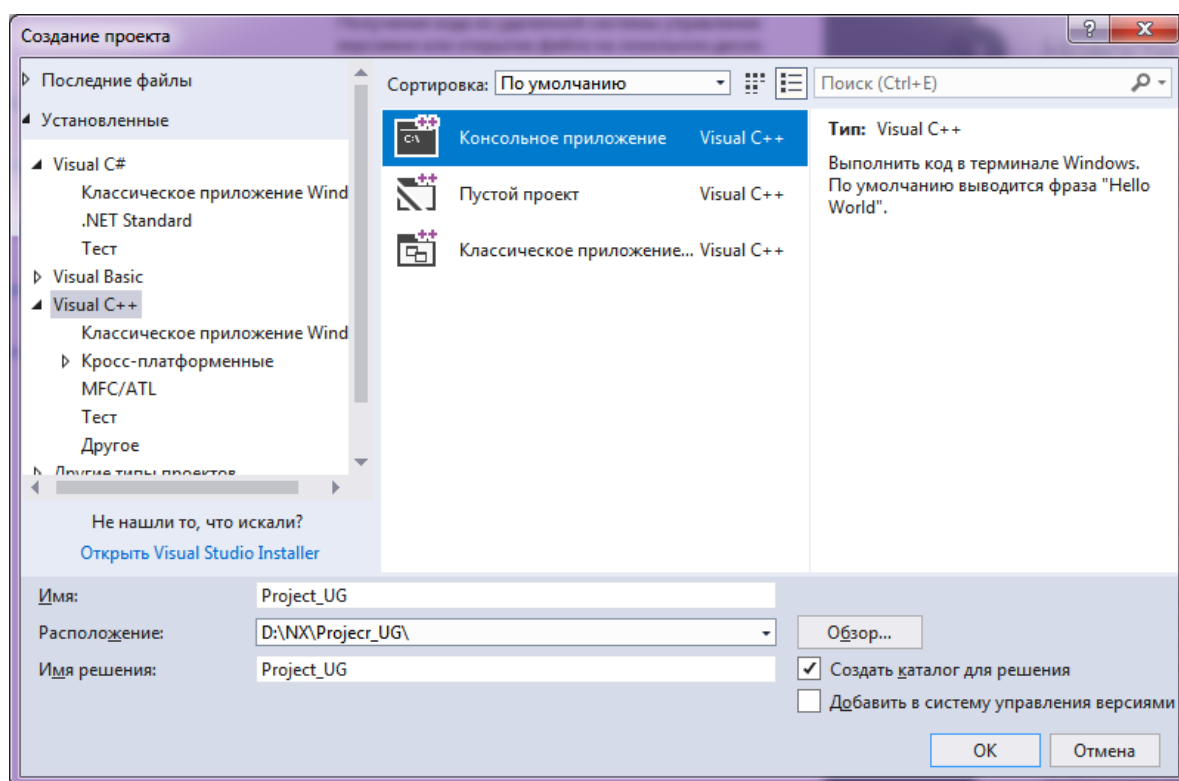 Создание проекта
Последние файлы
Установленные
Visual C#
Классическое приложение Wind
.NET Standard
Тест
Visual Basic
Visual C++
Классическое приложение Wind
Кросс-платформенные
MFC/ATL
Тест
Другое
Другие типы проектов
Не нашли то, что искали?
Открыть Visual Studio Installer
Сортировка: По умолчанию
Консольное приложение Visual C++
Пустой проект Visual C++
Классическое приложение... Visual C++
Поиск (Ctrl+E)
Тип: Visual C++
Выполнить код в терминале Windows.
По умолчанию выводится фраза "Hello
World".
Имя: Project_UG
Расположение: D:\NX\Projecr_UG\
Обзор...
Имя решения: Project_UG
Создать каталог для решения
Добавить в систему управления версиями
ОК
Отмена